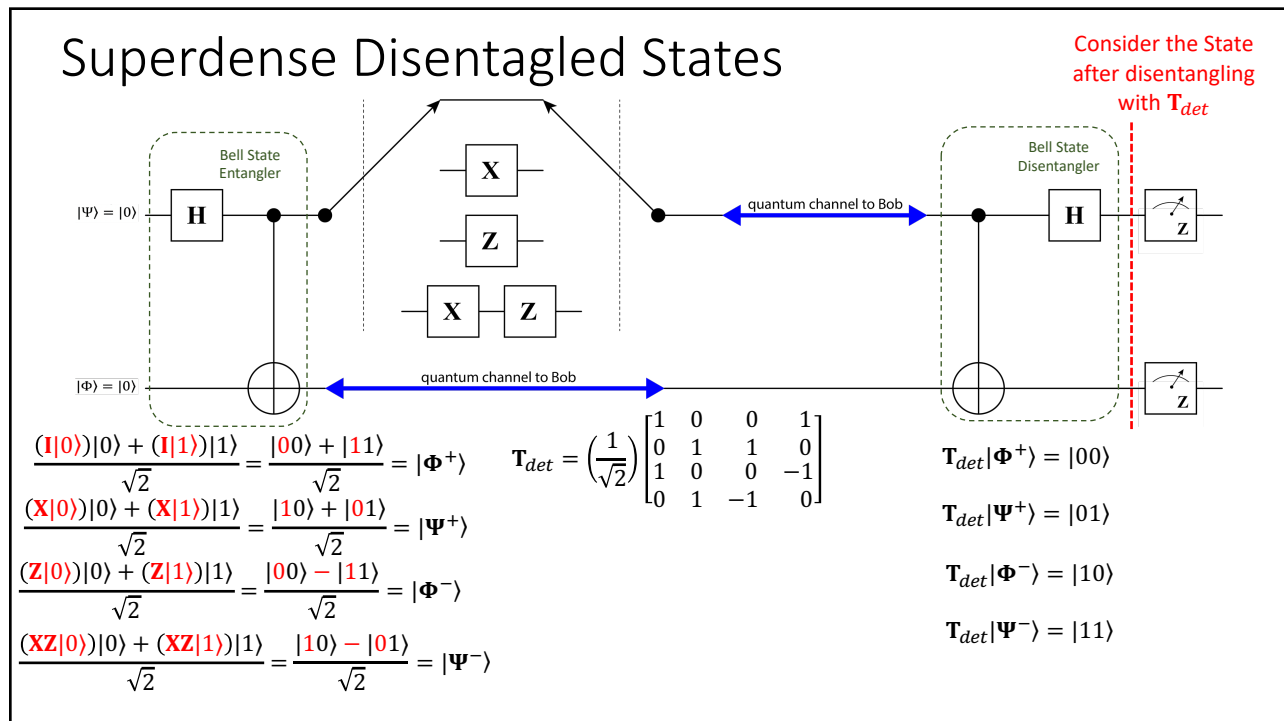 Superdense Disentagled States
Consider the State
after disentangling
with 𝐓_det
Bell State
Entangler
Bell State
Disentangler
|Ψ⟩ = |0⟩
H
X
Z
X Z
quantum channel to Bob
H
Z
|Φ⟩ = |0⟩
quantum channel to Bob
Z
((𝐈|0⟩)|0⟩ + (𝐈|1⟩)|1⟩)/√2 = (|00⟩ + |11⟩)/√2 = |𝚽⁺⟩
((𝐗|0⟩)|0⟩ + (𝐗|1⟩)|1⟩)/√2 = (|10⟩ + |01⟩)/√2 = |𝚿⁺⟩
((𝐙|0⟩)|0⟩ + (𝐙|1⟩)|1⟩)/√2 = (|00⟩ − |11⟩)/√2 = |𝚽⁻⟩
((𝐗𝐙|0⟩)|0⟩ + (𝐗𝐙|1⟩)|1⟩)/√2 = (|10⟩ − |01⟩)/√2 = |𝚿⁻⟩
𝐓_det = (1/√2)
1 0 0 1
0 1 1 0
1 0 0 −1
0 1 −1 0
𝐓_det|𝚽⁺⟩ = |00⟩
𝐓_det|𝚿⁺⟩ = |01⟩
𝐓_det|𝚽⁻⟩ = |10⟩
𝐓_det|𝚿⁻⟩ = |11⟩